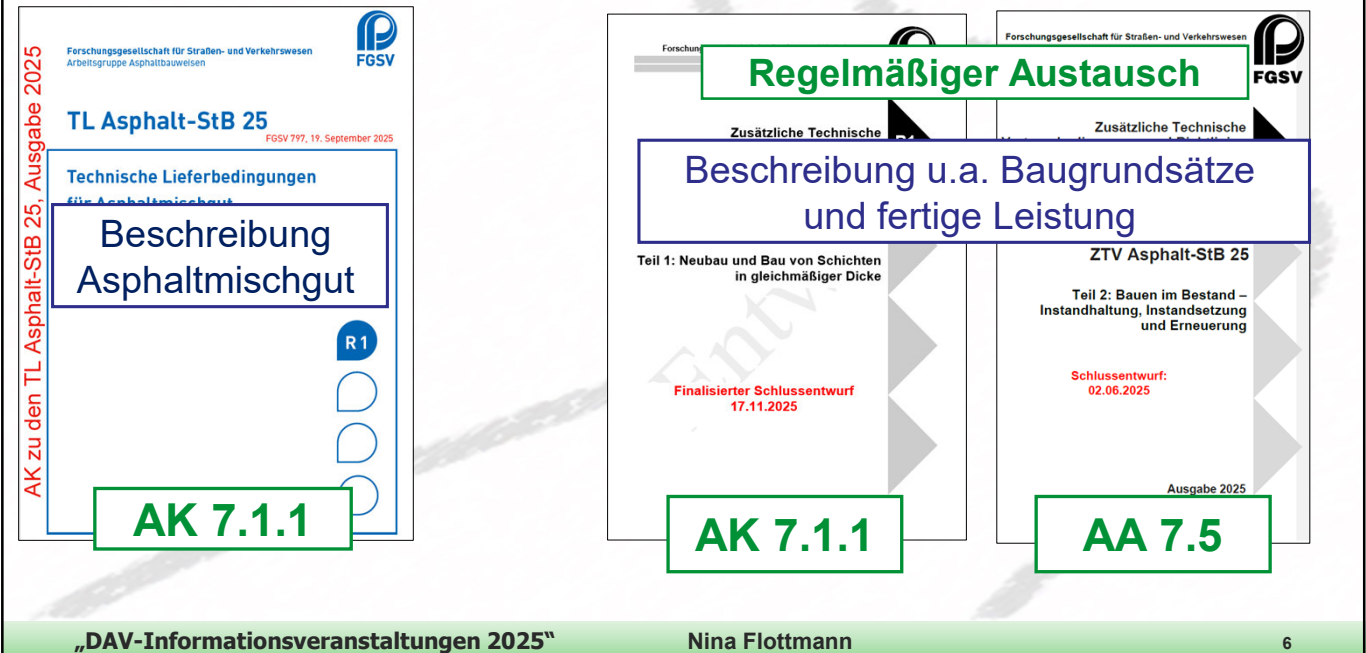 AK zu den TL Asphalt-StB 25, Ausgabe 2025
Forschungsgesellschaft für Straßen- und Verkehrswesen
Arbeitsgruppe Asphaltbauweisen
FGSV
TL Asphalt-StB 25
FGSV 797, 19. September 2025
Technische Lieferbedingungen
für Asphaltmischgut
Beschreibung
Asphaltmischgut
R 1
AK 7.1.1
Regelmäßiger Austausch
Zusätzliche Technische
Beschreibung u.a. Baugrundsätze
und fertige Leistung
Teil 1: Neubau und Bau von Schichten
in gleichmäßiger Dicke
Finalisierter Schlussentwurf
17.11.2025
AK 7.1.1
Forschungsgesellschaft für Straßen- und Verkehrswesen
FGSV
Zusätzliche Technische
ZTV Asphalt-StB 25
Teil 2: Bauen im Bestand –
Instandhaltung, Instandsetzung
und Erneuerung
Schlussentwurf:
02.06.2025
Ausgabe 2025
AA 7.5
„DAV-Informationsveranstaltungen 2025“ Nina Flottmann 6